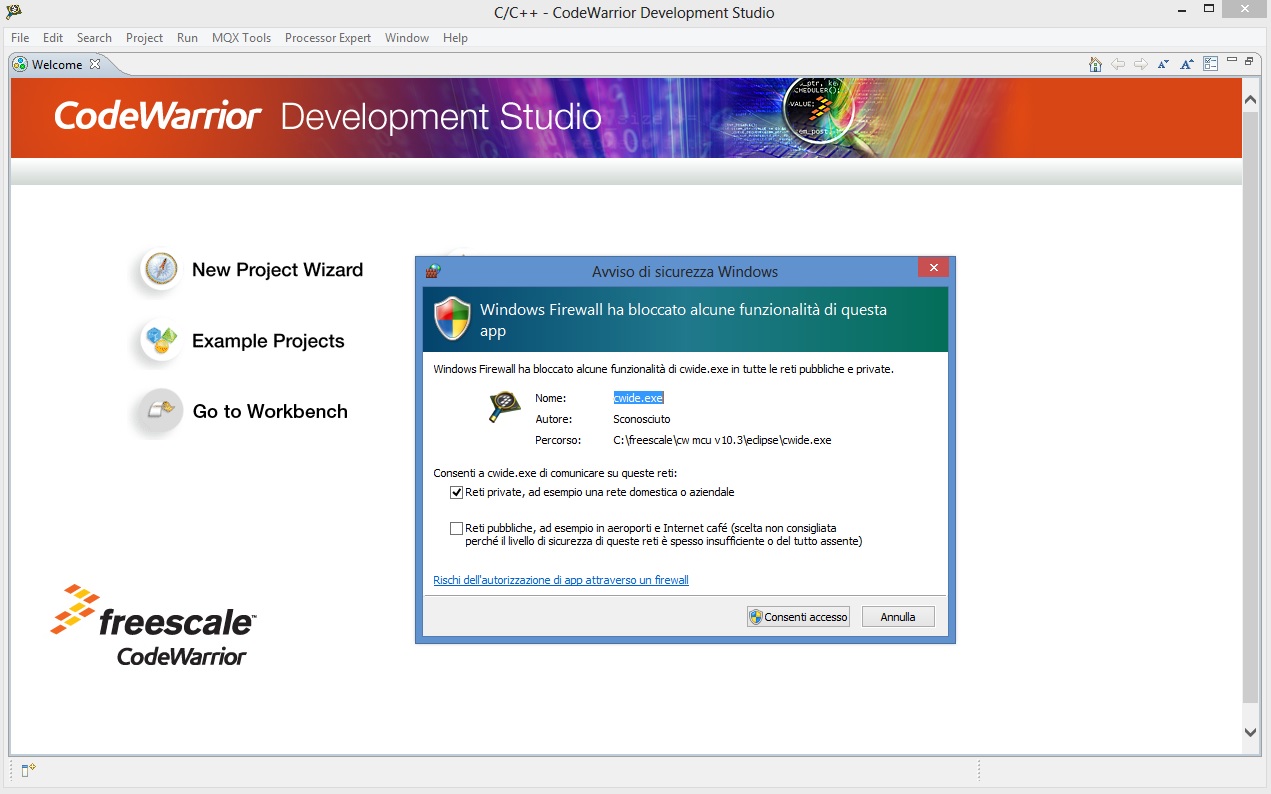 C/C++ - CodeWarrior Development Studio
File Edit Search Project Run MQX Tools Processor Expert Window Help
Welcome
CodeWarrior Development Studio
New Project Wizard
Example Projects
Go to Workbench
Avviso di sicurezza Windows
Windows Firewall ha bloccato alcune funzionalità di questa
app
Windows Firewall ha bloccato alcune funzionalità di cwide.exe in tutte le reti pubbliche e private.
Nome: cwide.exe
Autore: Sconosciuto
Percorso: C:\freescale\cw mcu v10.3\eclipse\cwide.exe
Consenti a cwide.exe di comunicare su queste reti:
Reti private, ad esempio una rete domestica o aziendale
Reti pubbliche, ad esempio in aeroporti e Internet café (scelta non consigliata
perché il livello di sicurezza di queste reti è spesso insufficiente o del tutto assente)
Rischi dell'autorizzazione di app attraverso un firewall
Consenti accesso Annulla
freescale™
CodeWarrior